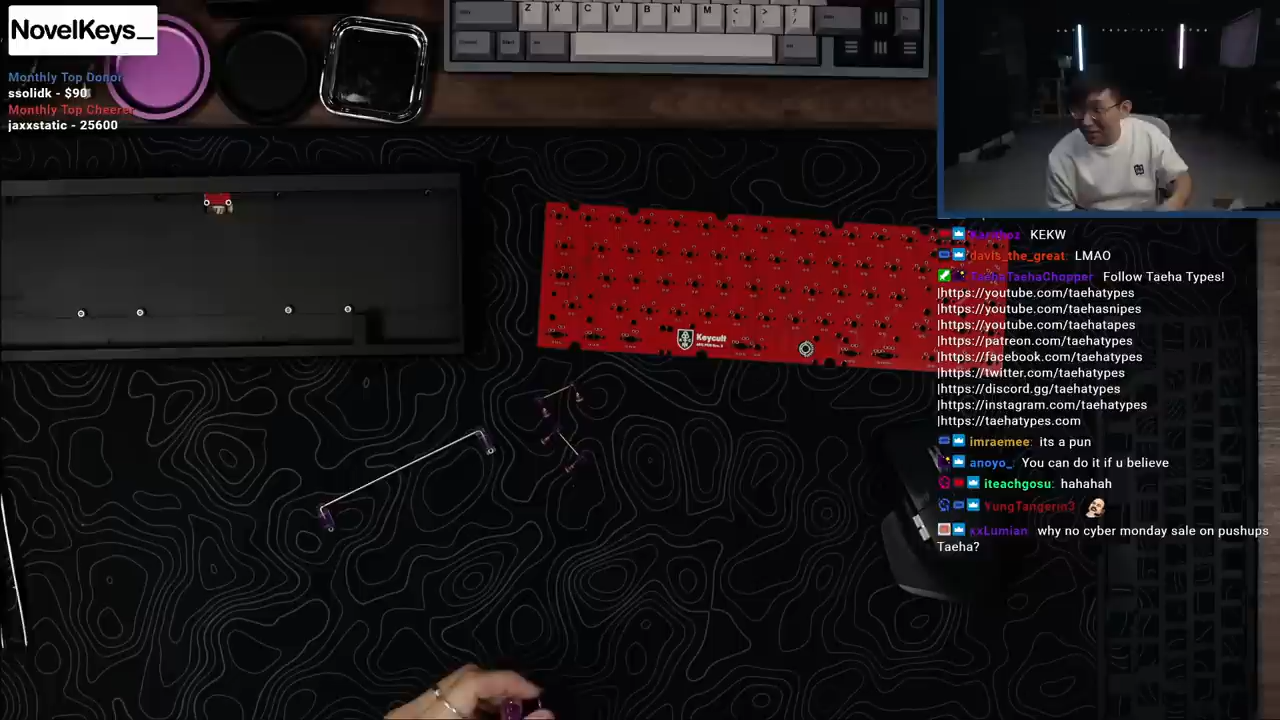 NovelKeys_
Monthly Top Donor
ssolidk - $90
Monthly Top Cheerer
jaxxstatic - 25600
Z X C V B N M < > ?
, . /
Keycult
KEKW
davis_the_great: LMAO
TaehaTaehaChopper Follow Taeha Types!
|https://youtube.com/taehatypes
|https://youtube.com/taehasnipes
|https://youtube.com/taehatapes
|https://patreon.com/taehatypes
|https://facebook.com/taehatypes
|https://twitter.com/taehatypes
|https://discord.gg/taehatypes
|https://instagram.com/taehatypes
|https://taehatypes.com
imraemee: its a pun
anoyo_: You can do it if u believe
iteachgosu: hahahah
YungTangerin3
xxLumian why no cyber monday sale on pushups
Taeha?